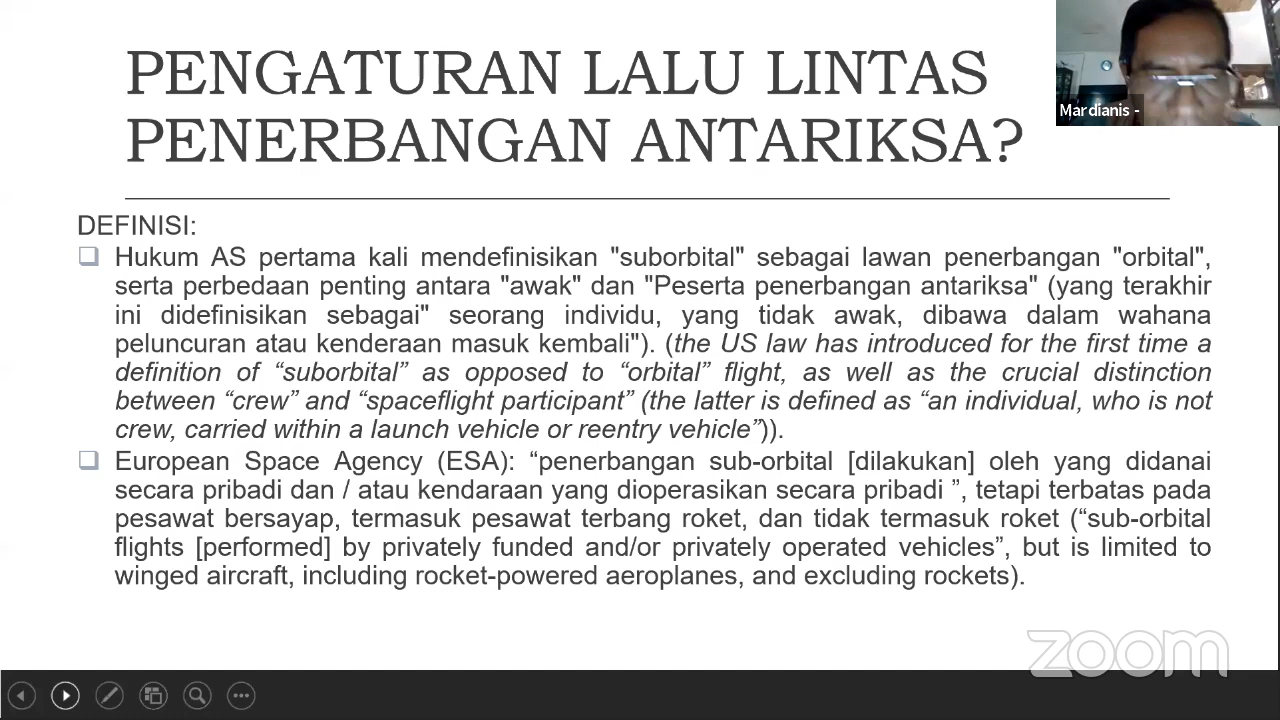 PENGATURAN LALU LINTAS
PENERBANGAN ANTARIKSA?
Mardianis -
DEFINISI:
Hukum AS pertama kali mendefinisikan "suborbital" sebagai lawan penerbangan "orbital",
serta perbedaan penting antara "awak" dan "Peserta penerbangan antariksa" (yang terakhir
ini didefinisikan sebagai" seorang individu, yang tidak awak, dibawa dalam wahana
peluncuran atau kenderaan masuk kembali"). (the US law has introduced for the first time a
definition of “suborbital” as opposed to “orbital” flight, as well as the crucial distinction
between “crew” and “spaceflight participant” (the latter is defined as “an individual, who is not
crew, carried within a launch vehicle or reentry vehicle”)).
European Space Agency (ESA): “penerbangan sub-orbital [dilakukan] oleh yang didanai
secara pribadi dan / atau kendaraan yang dioperasikan secara pribadi ”, tetapi terbatas pada
pesawat bersayap, termasuk pesawat terbang roket, dan tidak termasuk roket (“sub-orbital
flights [performed] by privately funded and/or privately operated vehicles”, but is limited to
winged aircraft, including rocket-powered aeroplanes, and excluding rockets).
zoom